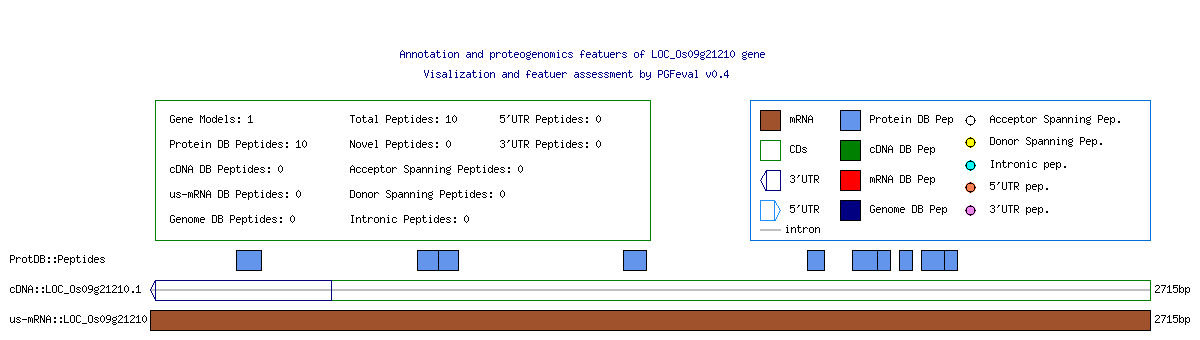 Annotation and proteogenomics featuers of LOC_Os09g21210 gene
Visalization and featuer assessment by PGFeval v0.4
Gene Models: 1 Total Peptides: 10 5'UTR Peptides: 0
Protein DB Peptides: 10 Novel Peptides: 0 3'UTR Peptides: 0
cDNA DB Peptides: 0 Acceptor Spanning Peptides: 0
us-mRNA DB Peptides: 0 Donor Spanning Peptides: 0
Genome DB Peptides: 0 Intronic Peptides: 0
mRNA Protein DB Pep Acceptor Spanning Pep.
CDs cDNA DB Pep Donor Spanning Pep.
3'UTR mRNA DB Pep Intronic pep.
5'UTR Genome DB Pep 5'UTR pep.
intron 3'UTR pep.
ProtDB::Peptides
cDNA::LOC_Os09g21210.1 2715bp
us-mRNA::LOC_Os09g21210 2715bp